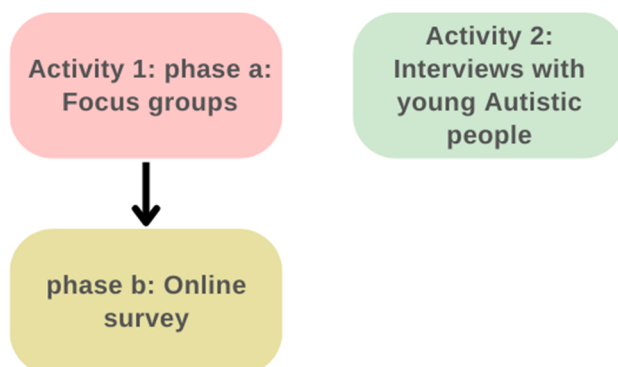 Activity 1: phase a:
Focus groups
Activity 2:
Interviews with
young Autistic
people
phase b: Online
survey